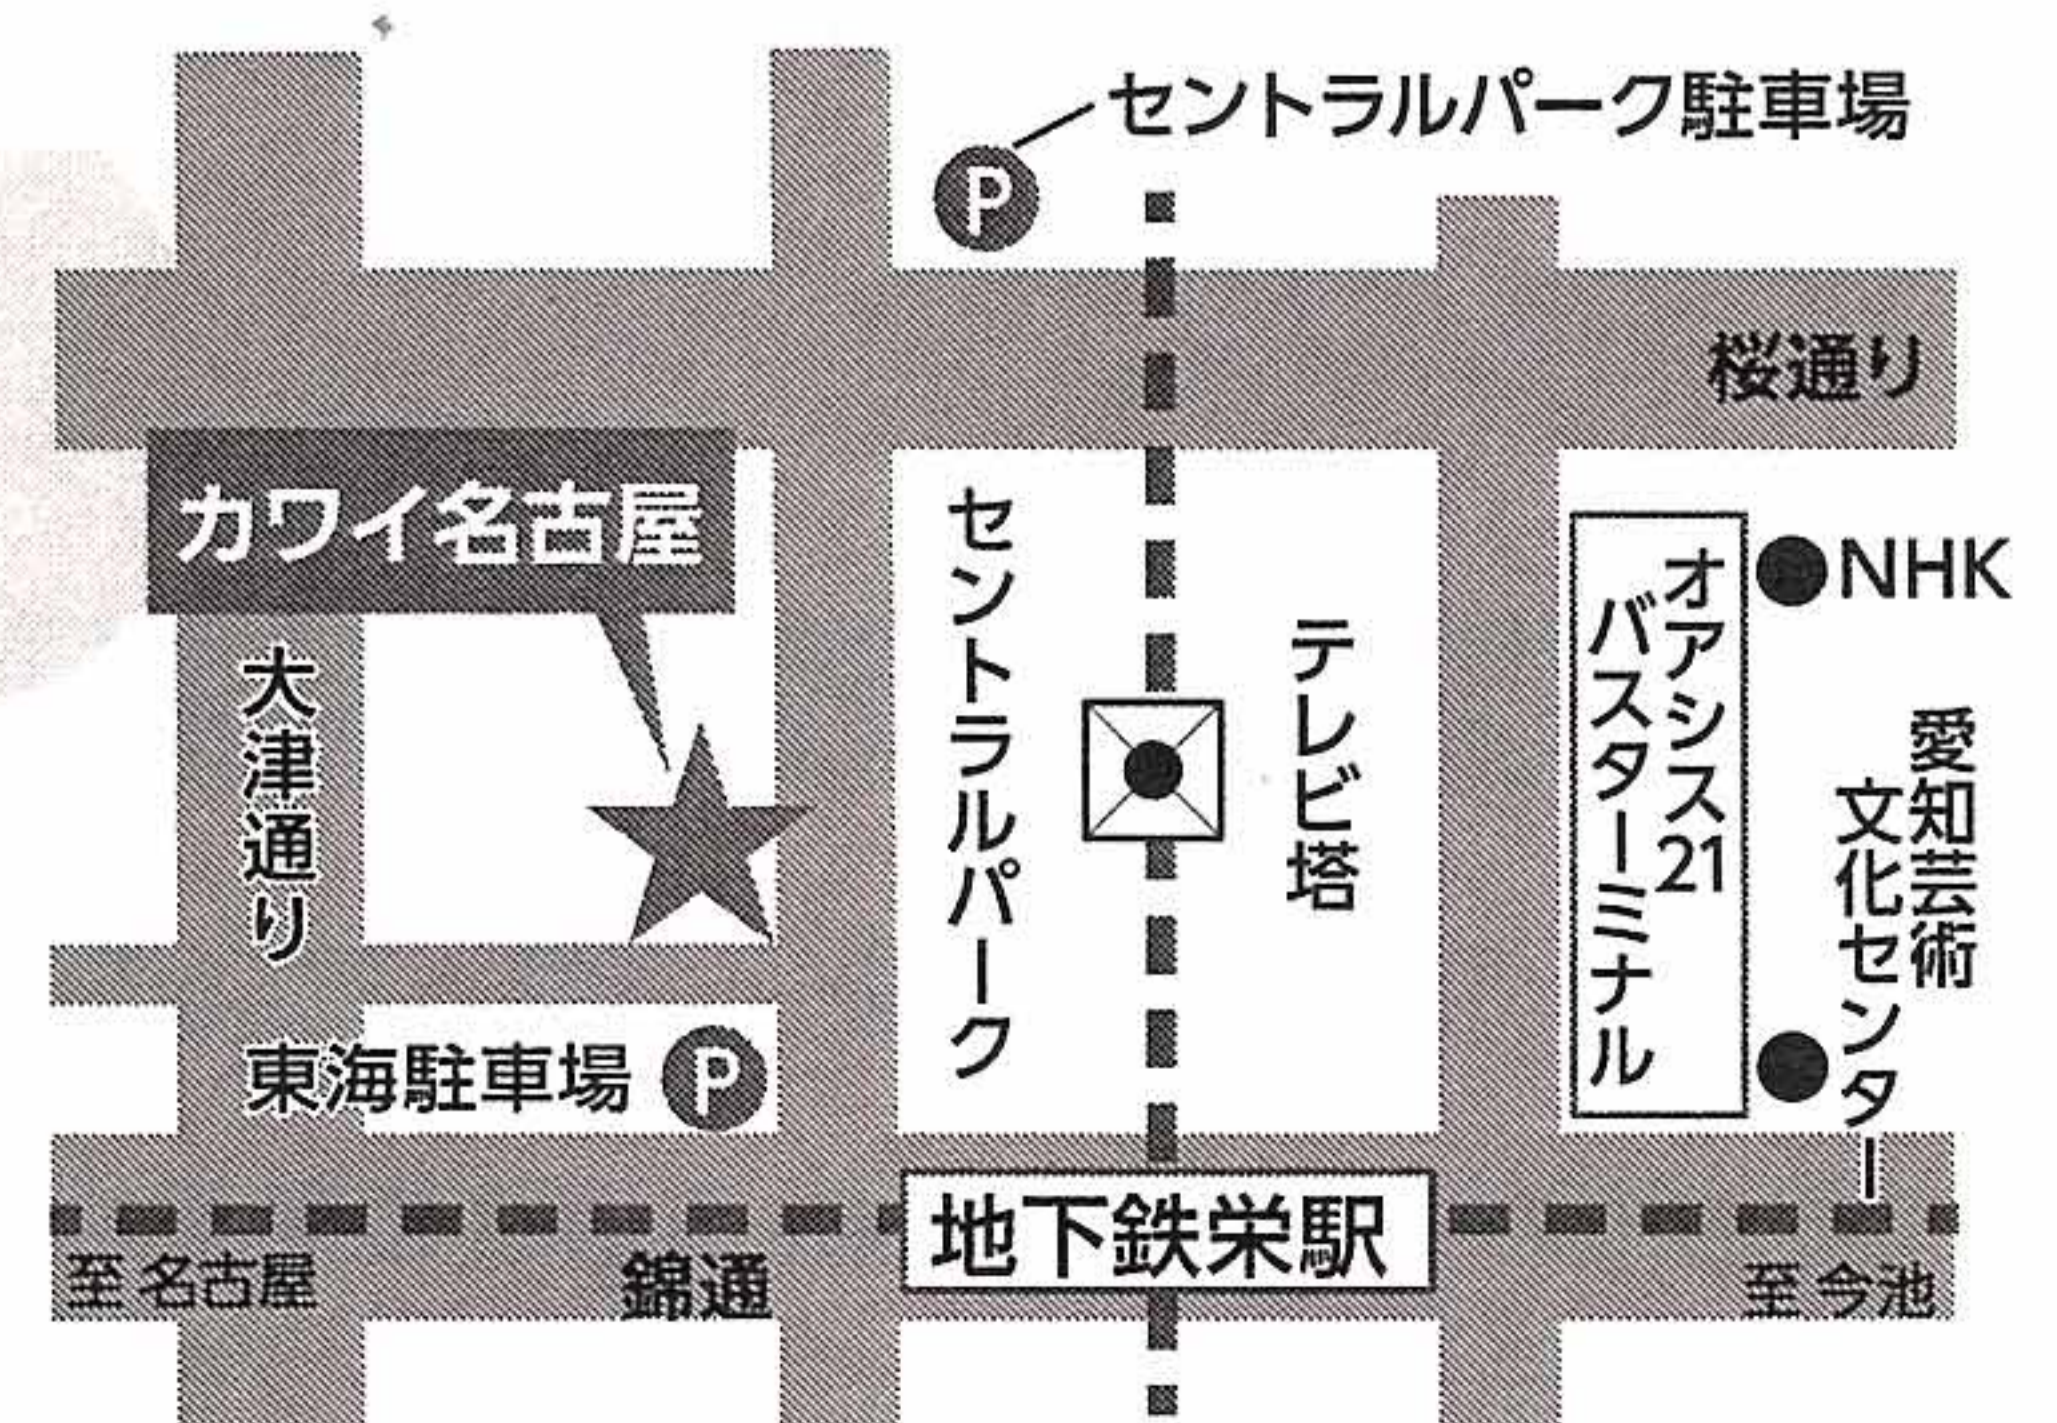 セントラルパーク駐車場
P
桜通り
カワイ名古屋
大津通り
セントラルパーク
テレビ塔
オアシス21
バスターミナル
NHK
愛知芸術
文化センター
東海駐車場
P
地下鉄栄駅
至 名古屋
錦通
至 今池